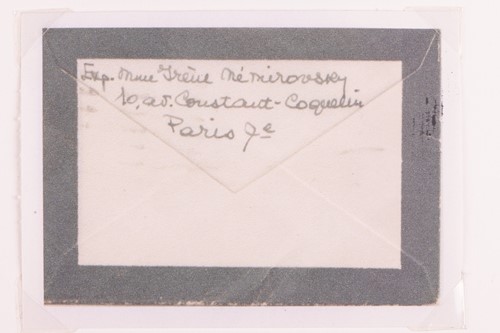 Exp. Mme Irène Némirovsky
10, av. Constant-Coquelin
Paris 7e